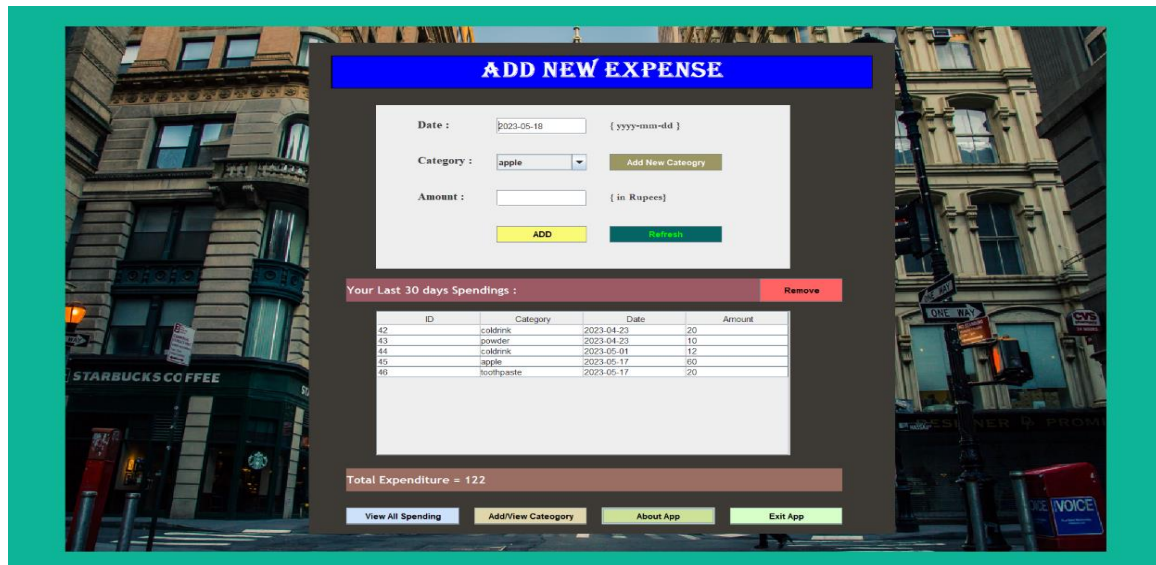 ADD NEW EXPENSE
Date : 2023-05-18 { yyyy-mm-dd }
Category : apple Add New Cateogry
Amount : { in Rupees}
ADD Refresh
Your Last 30 days Spendings : Remove
ID Category Date Amount
42 coldrink 2023-04-23 20
43 powder 2023-04-23 10
44 coldrink 2023-05-01 12
45 apple 2023-05-17 60
46 toothpaste 2023-05-17 20
Total Expenditure = 122
View All Spending Add/View Cateogory About App Exit App
STARBUCKS COFFEE
ONE WAY
CVS
VOICE